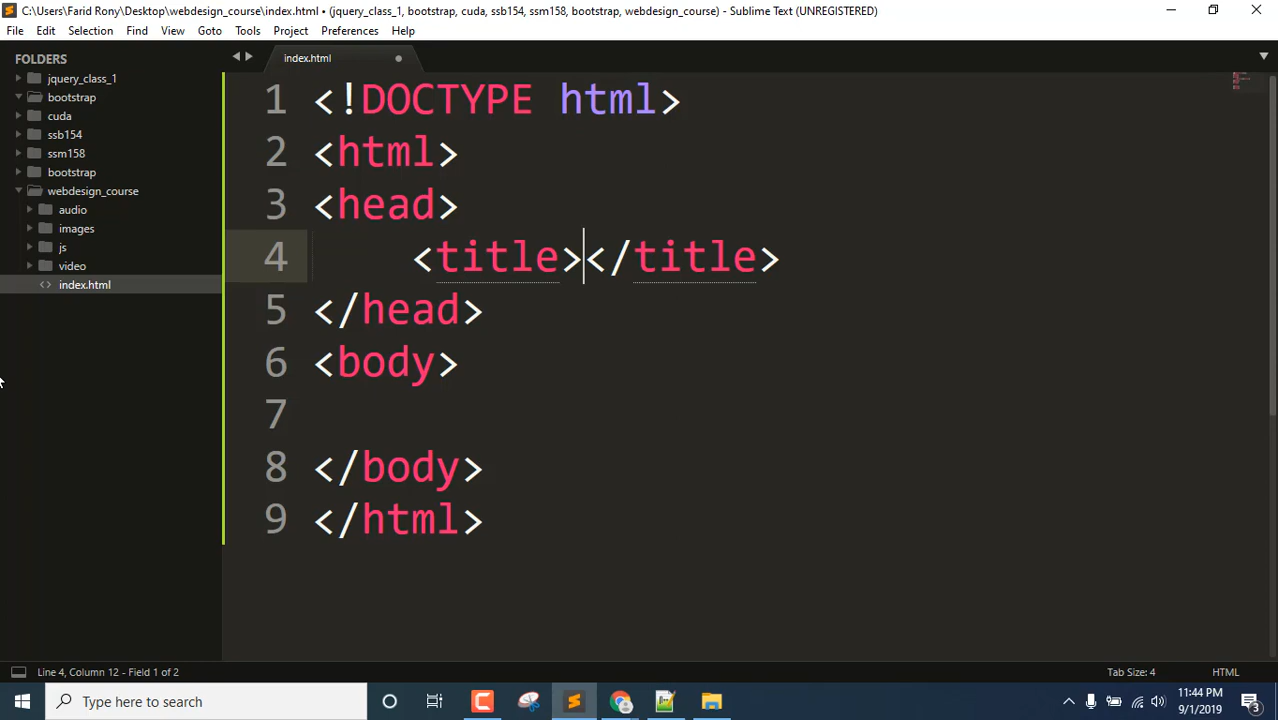 C:\Users\Farid Rony\Desktop\webdesign_course\index.html • (jquery_class_1, bootstrap, cuda, ssb154, ssm158, bootstrap, webdesign_course) - Sublime Text (UNREGISTERED)
File Edit Selection Find View Goto Tools Project Preferences Help
FOLDERS
jquery_class_1
bootstrap
cuda
ssb154
ssm158
bootstrap
webdesign_course
audio
images
js
video
index.html
index.html
1 <!DOCTYPE html>
2 <html>
3 <head>
4 <title></title>
5 </head>
6 <body>
7
8 </body>
9 </html>
Line 4, Column 12 - Field 1 of 2
Tab Size: 4
HTML
Type here to search
11:44 PM
9/1/2019
3